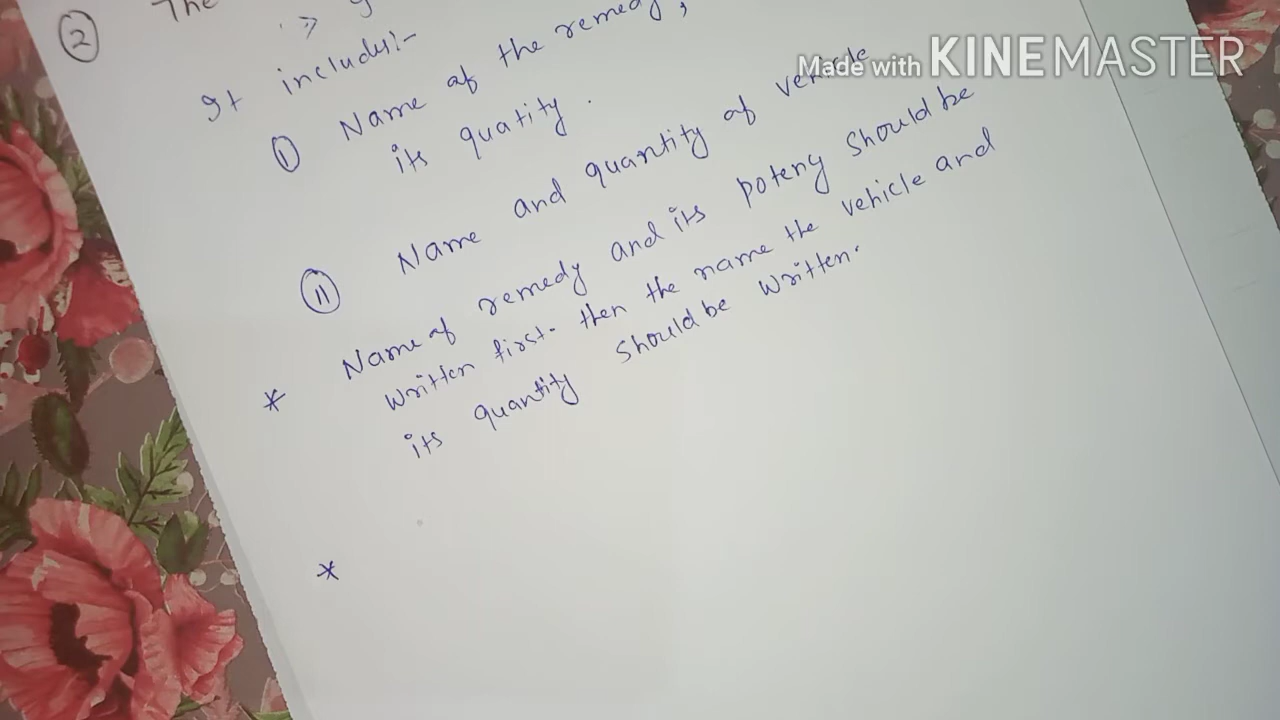 ② The
It includes:-
① Name of the remedy,
its quatity.
② Name and quantity of vehicle
* Name of remedy and its poteny should be
written first. then the name the vehicle and
its quantity should be written.
*
Made with KINEMASTER